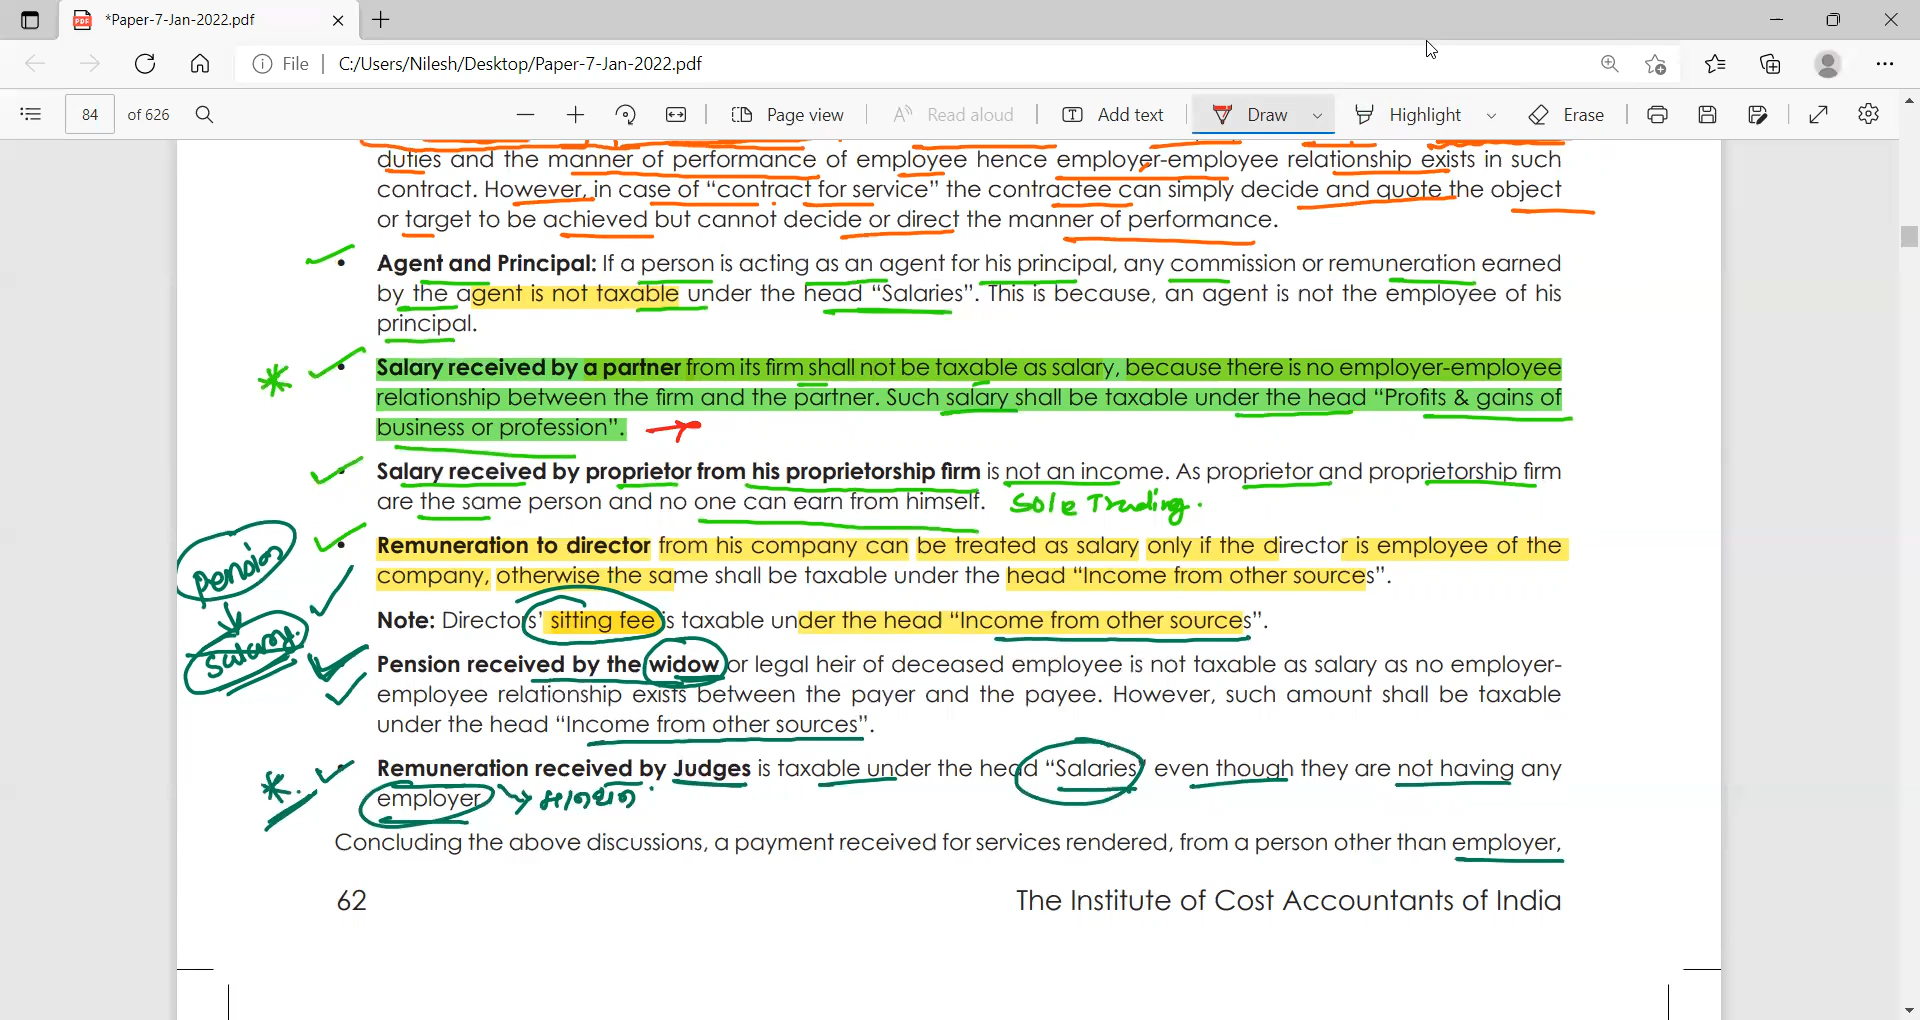 *Paper-7-Jan-2022.pdf
File C:/Users/Nilesh/Desktop/Paper-7-Jan-2022.pdf
84 of 626 Page view Read aloud Add text Draw Highlight Erase
duties and the manner of performance of employee hence employer-employee relationship exists in such
contract. However, in case of “contract for service” the contractee can simply decide and quote the object
or target to be achieved but cannot decide or direct the manner of performance.
• Agent and Principal: If a person is acting as an agent for his principal, any commission or remuneration earned
by the agent is not taxable under the head “Salaries”. This is because, an agent is not the employee of his
principal.
• Salary received by a partner from its firm shall not be taxable as salary, because there is no employer-employee
relationship between the firm and the partner. Such salary shall be taxable under the head “Profits & gains of
business or profession”.
• Salary received by proprietor from his proprietorship firm is not an income. As proprietor and proprietorship firm
are the same person and no one can earn from himself. Sole Trading.
• Remuneration to director from his company can be treated as salary only if the director is employee of the
company, otherwise the same shall be taxable under the head “Income from other sources”.
Pension
Note: Directors’ sitting fee is taxable under the head “Income from other sources”.
Salary.
Pension received by the widow or legal heir of deceased employee is not taxable as salary as no employer-
employee relationship exists between the payer and the payee. However, such amount shall be taxable
under the head “Income from other sources”.
Remuneration received by Judges is taxable under the head “Salaries” even though they are not having any
employer
Concluding the above discussions, a payment received for services rendered, from a person other than employer,
62 The Institute of Cost Accountants of India